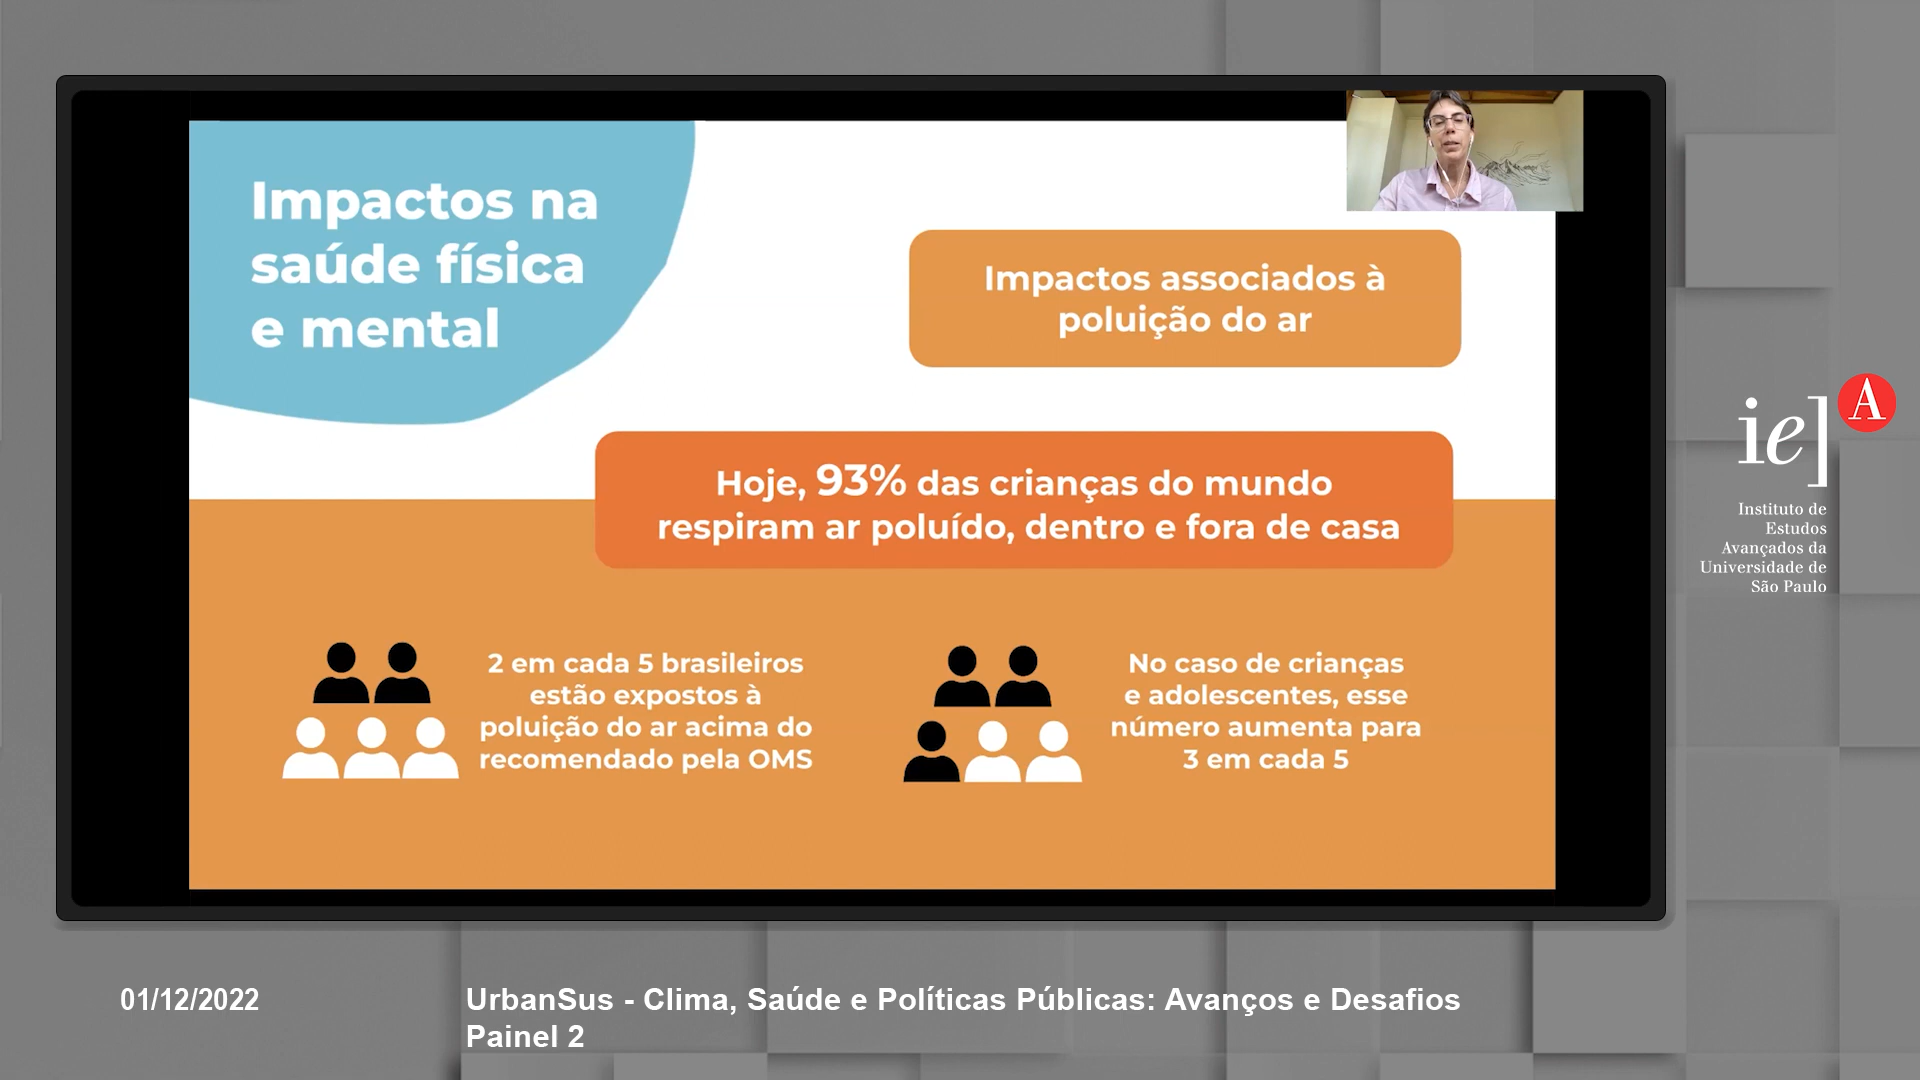 Impactos na
saúde física
e mental
Impactos associados à
poluição do ar
Hoje, 93% das crianças do mundo
respiram ar poluído, dentro e fora de casa
2 em cada 5 brasileiros
estão expostos à
poluição do ar acima do
recomendado pela OMS
No caso de crianças
e adolescentes, esse
número aumenta para
3 em cada 5
ie] A
Instituto de
Estudos
Avançados da
Universidade de
São Paulo
01/12/2022
UrbanSus - Clima, Saúde e Políticas Públicas: Avanços e Desafios
Painel 2